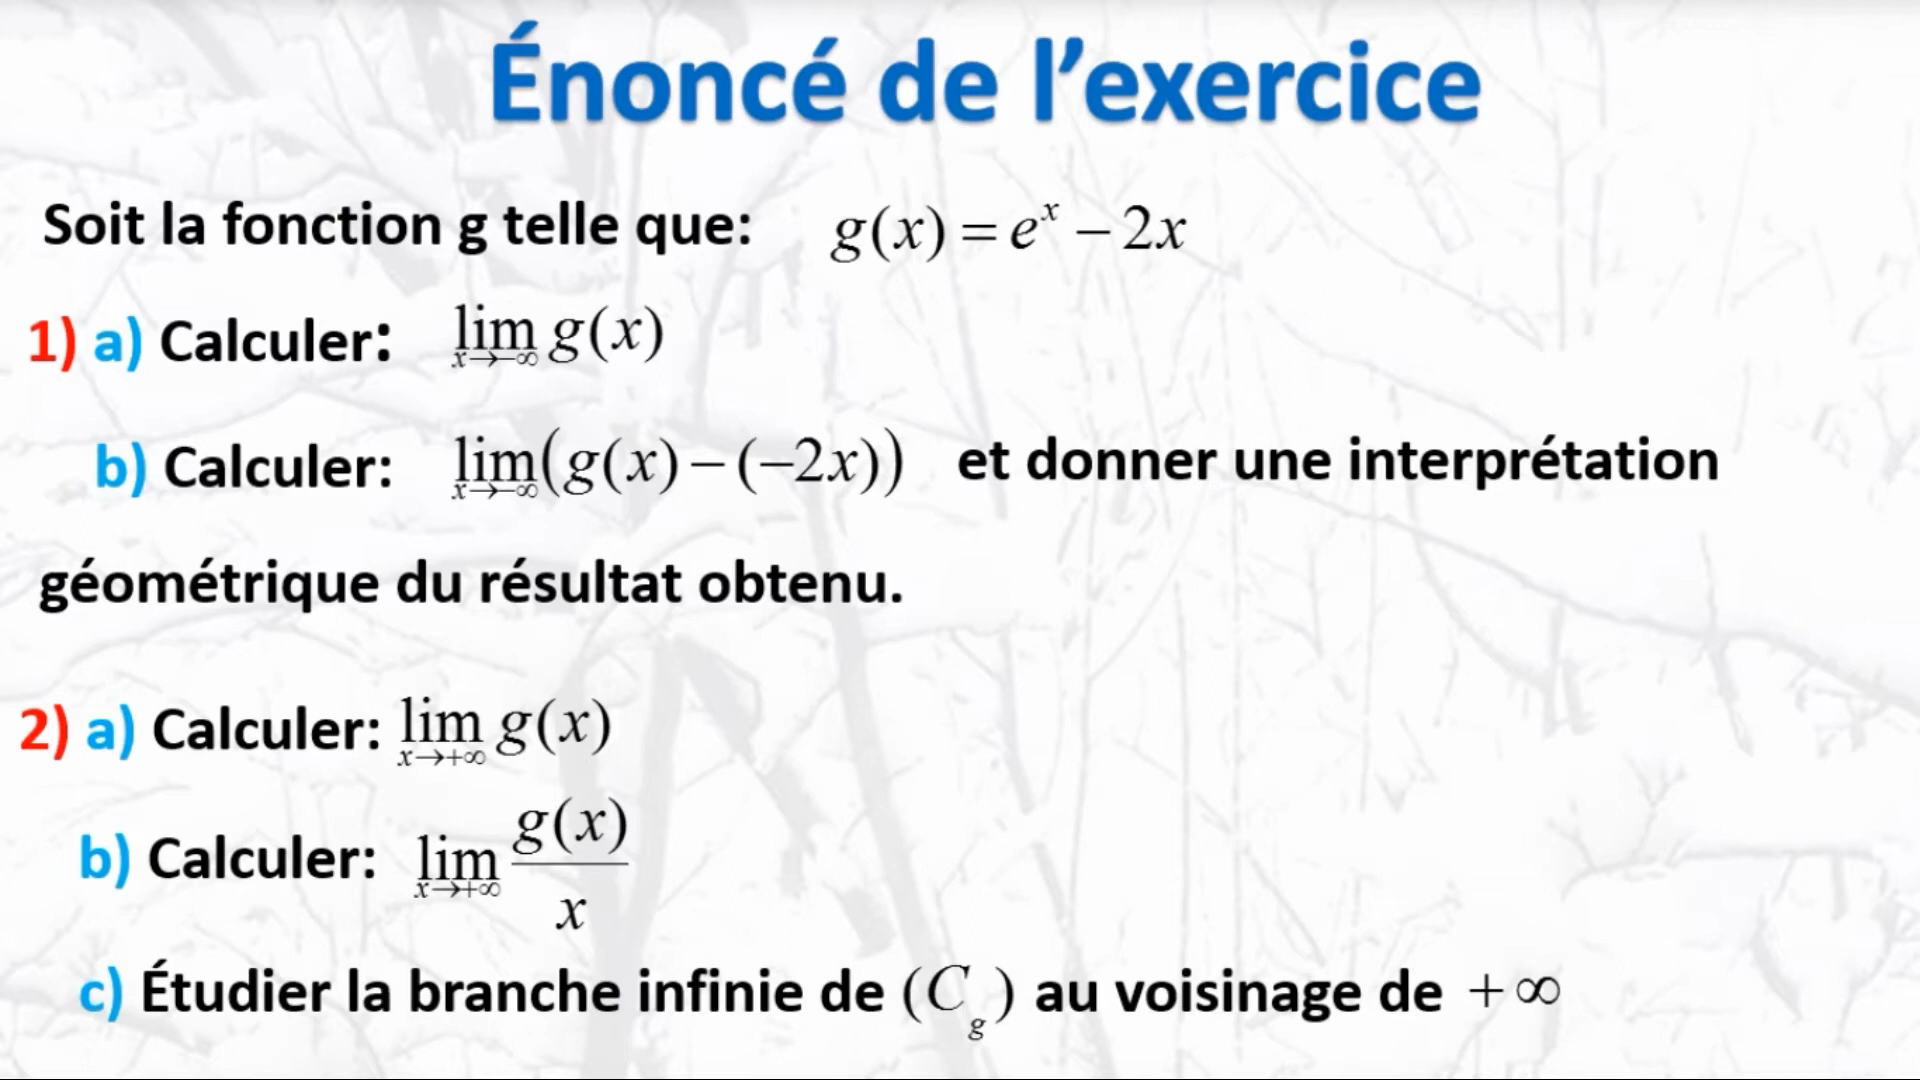 Énoncé de l’exercice
Soit la fonction g telle que: g(x) = e^x − 2x
1) a) Calculer: lim_{x→−∞} g(x)
b) Calculer: lim_{x→−∞} (g(x) − (−2x)) et donner une interprétation
géométrique du résultat obtenu.
2) a) Calculer: lim_{x→+∞} g(x)
b) Calculer: lim_{x→+∞} g(x)/x
c) Étudier la branche infinie de (C_g) au voisinage de +∞